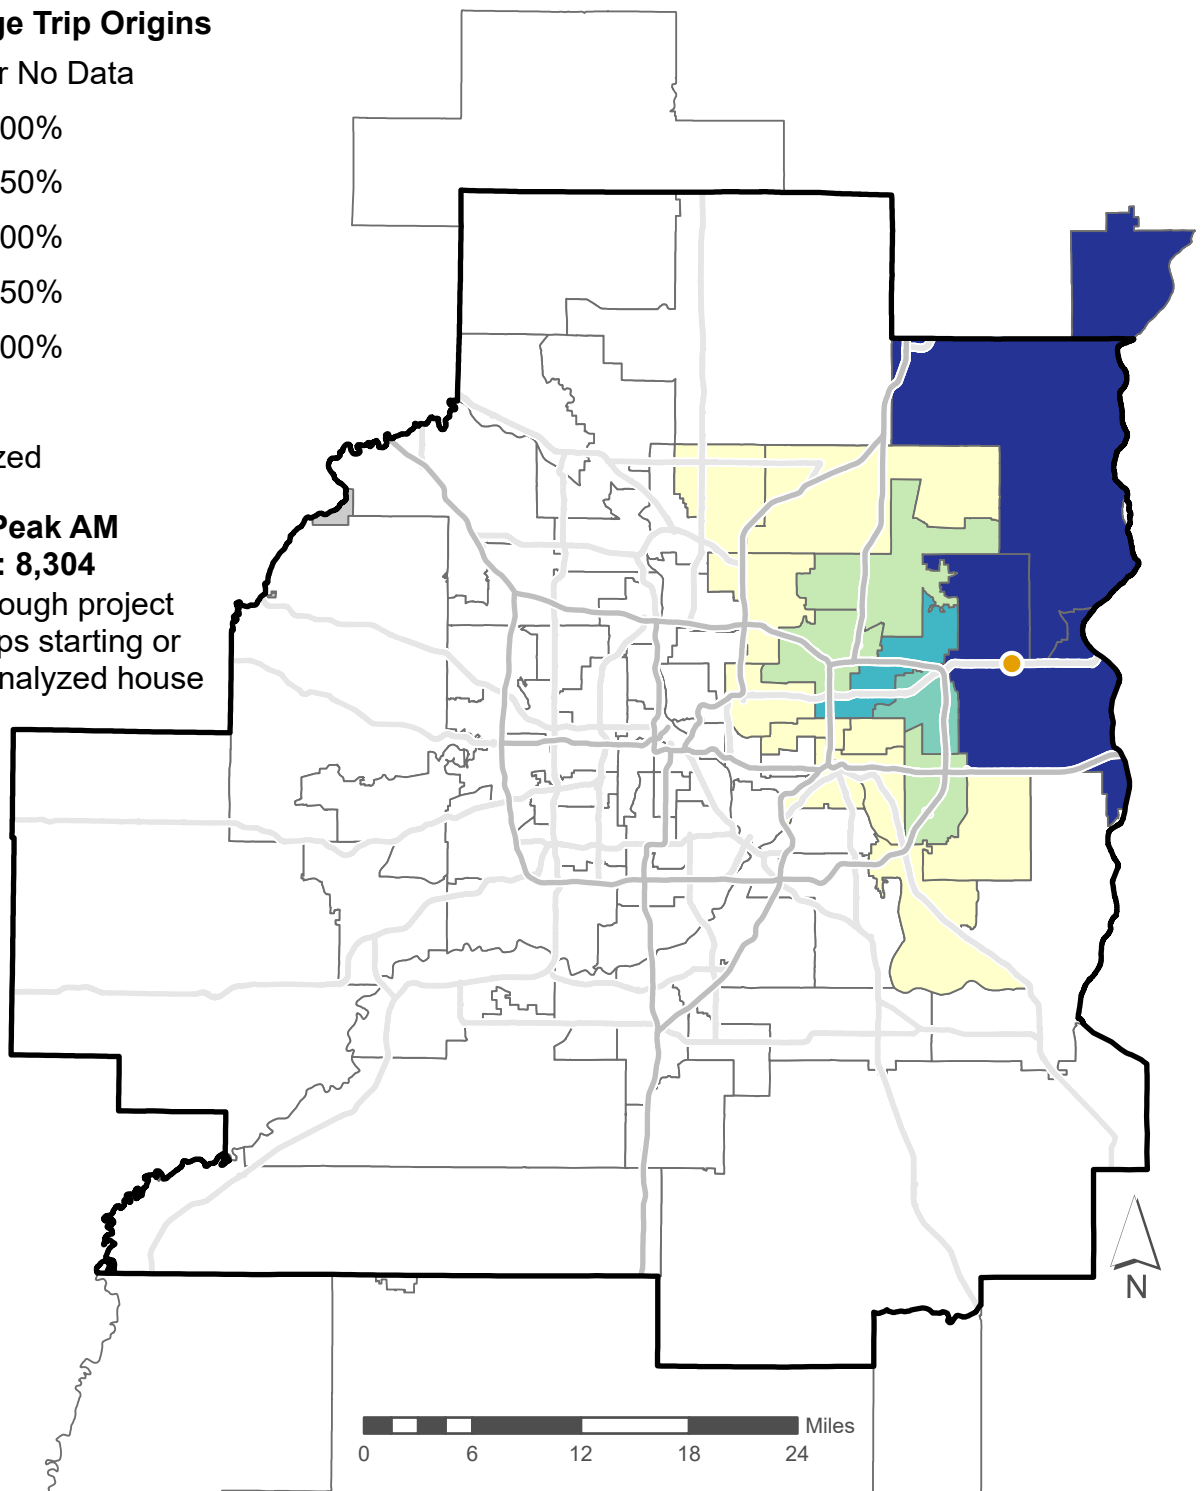 ge Trip Origins
r No Data
00%
50%
00%
50%
00%
zed
Peak AM
: 8,304
ough project
ps starting or
nalyzed house
N
Miles
0 6 12 18 24